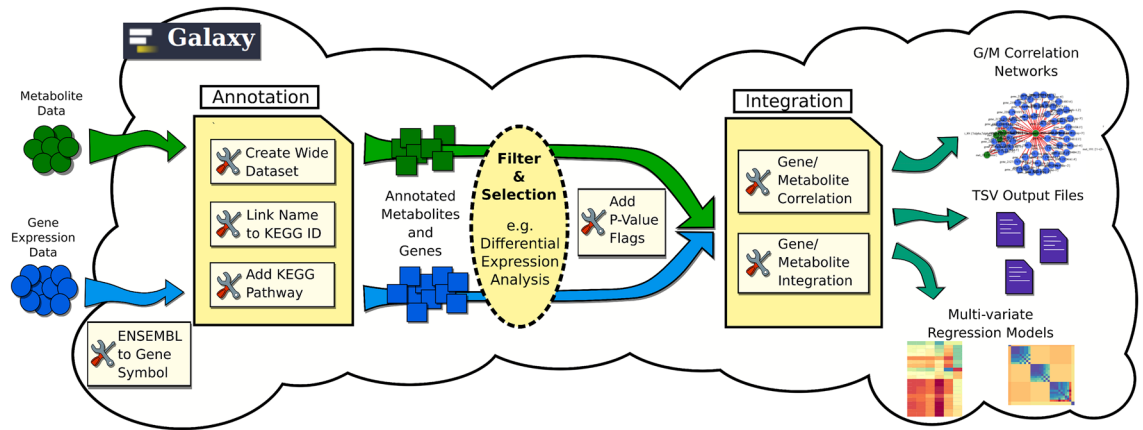 Galaxy
Metabolite
Data
Gene
Expression
Data
ENSEMBL
to Gene
Symbol
Annotation
Create Wide
Dataset
Link Name
to KEGG ID
Add KEGG
Pathway
Annotated
Metabolites
and
Genes
Filter
&
Selection
e.g.
Differential
Expression
Analysis
Add
P-Value
Flags
Integration
Gene/
Metabolite
Correlation
Gene/
Metabolite
Integration
G/M Correlation
Networks
TSV Output Files
Multi-variate
Regression Models